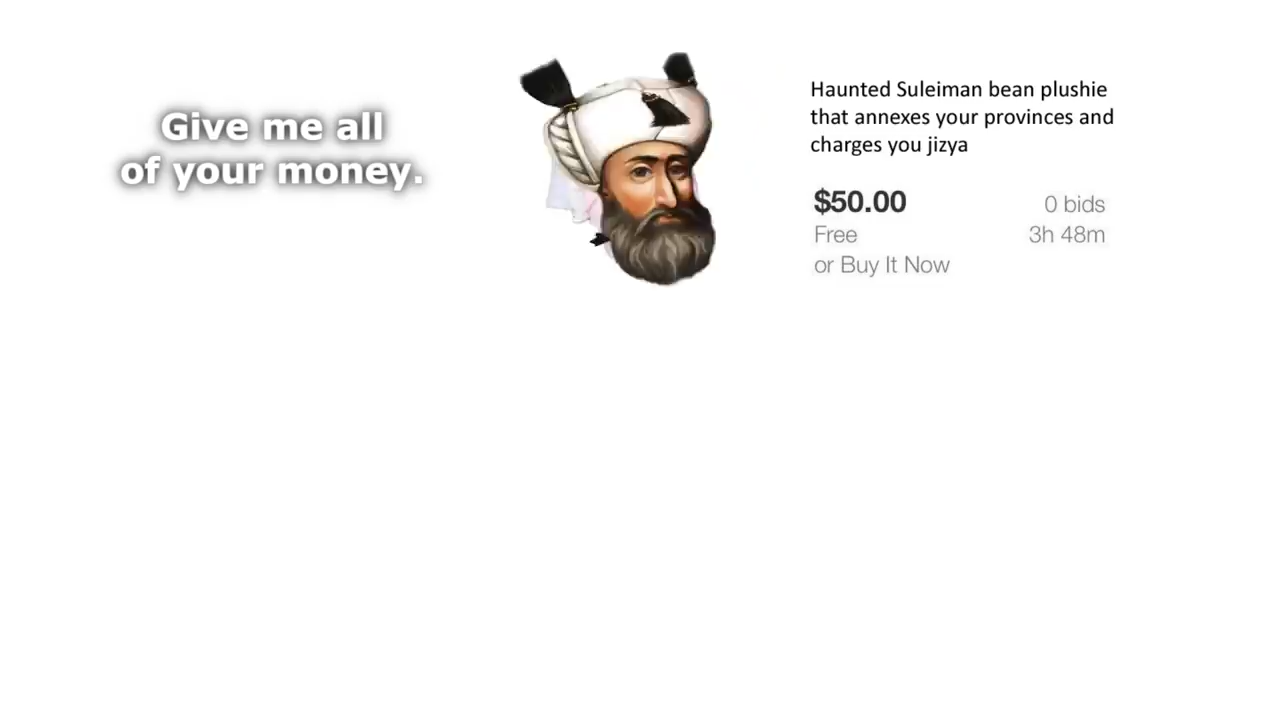 Give me all
of your money.
Haunted Suleiman bean plushie
that annexes your provinces and
charges you jizya
$50.00
0 bids
Free
3h 48m
or Buy It Now